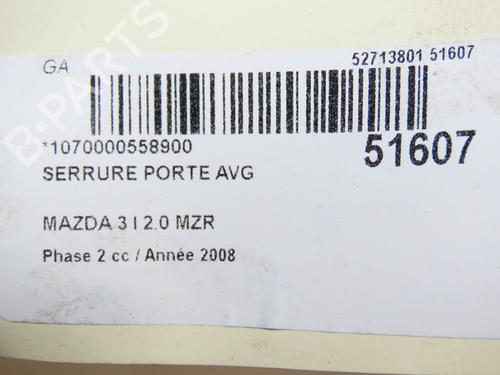 GA
52713801 51607
*1070000558900
51607
SERRURE PORTE AVG
MAZDA 3 I 2.0 MZR
Phase 2 cc / Année 2008
B-PARTS